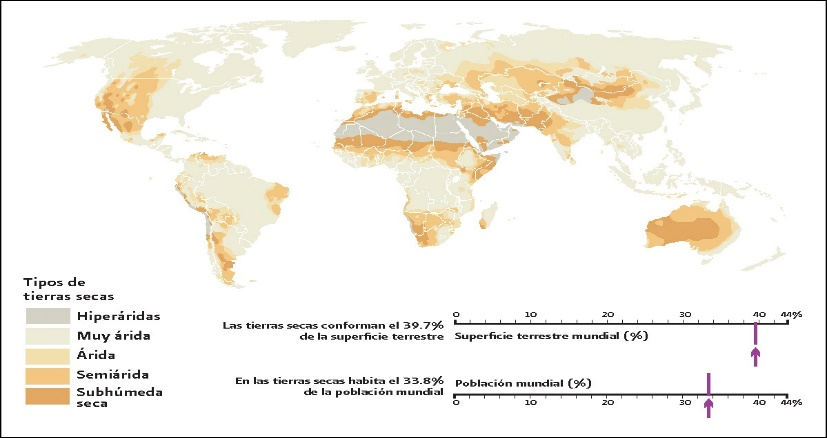 Tipos de
tierras secas
Hiperáridas
Muy árida
Árida
Semiárida
Subhúmeda
seca
Las tierras secas conforman el 39.7%
de la superficie terrestre
0 10 20 30 40 44%
Superficie terrestre mundial (%)
En las tierras secas habita el 33.8%
de la población mundial
Población mundial (%)
0 10 20 30 40 44%